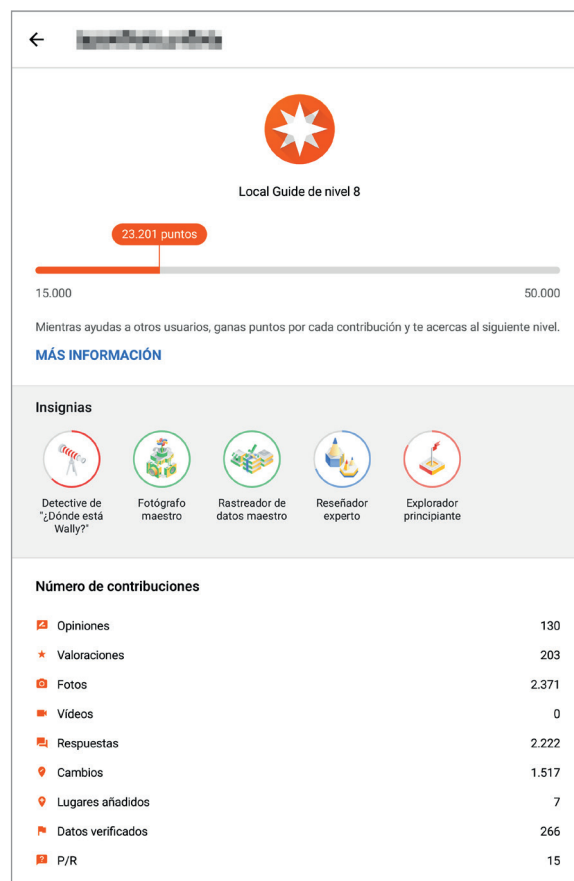 Local Guide de nivel 8
23.201 puntos
15.000 50.000
Mientras ayudas a otros usuarios, ganas puntos por cada contribución y te acercas al siguiente nivel.
MÁS INFORMACIÓN
Insignias
Detective de
"¿Dónde está
Wally?"
Fotógrafo
maestro
Rastreador de
datos maestro
Reseñador
experto
Explorador
principiante
Número de contribuciones
Opiniones 130
Valoraciones 203
Fotos 2.371
Vídeos 0
Respuestas 2.222
Cambios 1.517
Lugares añadidos 7
Datos verificados 266
P/R 15